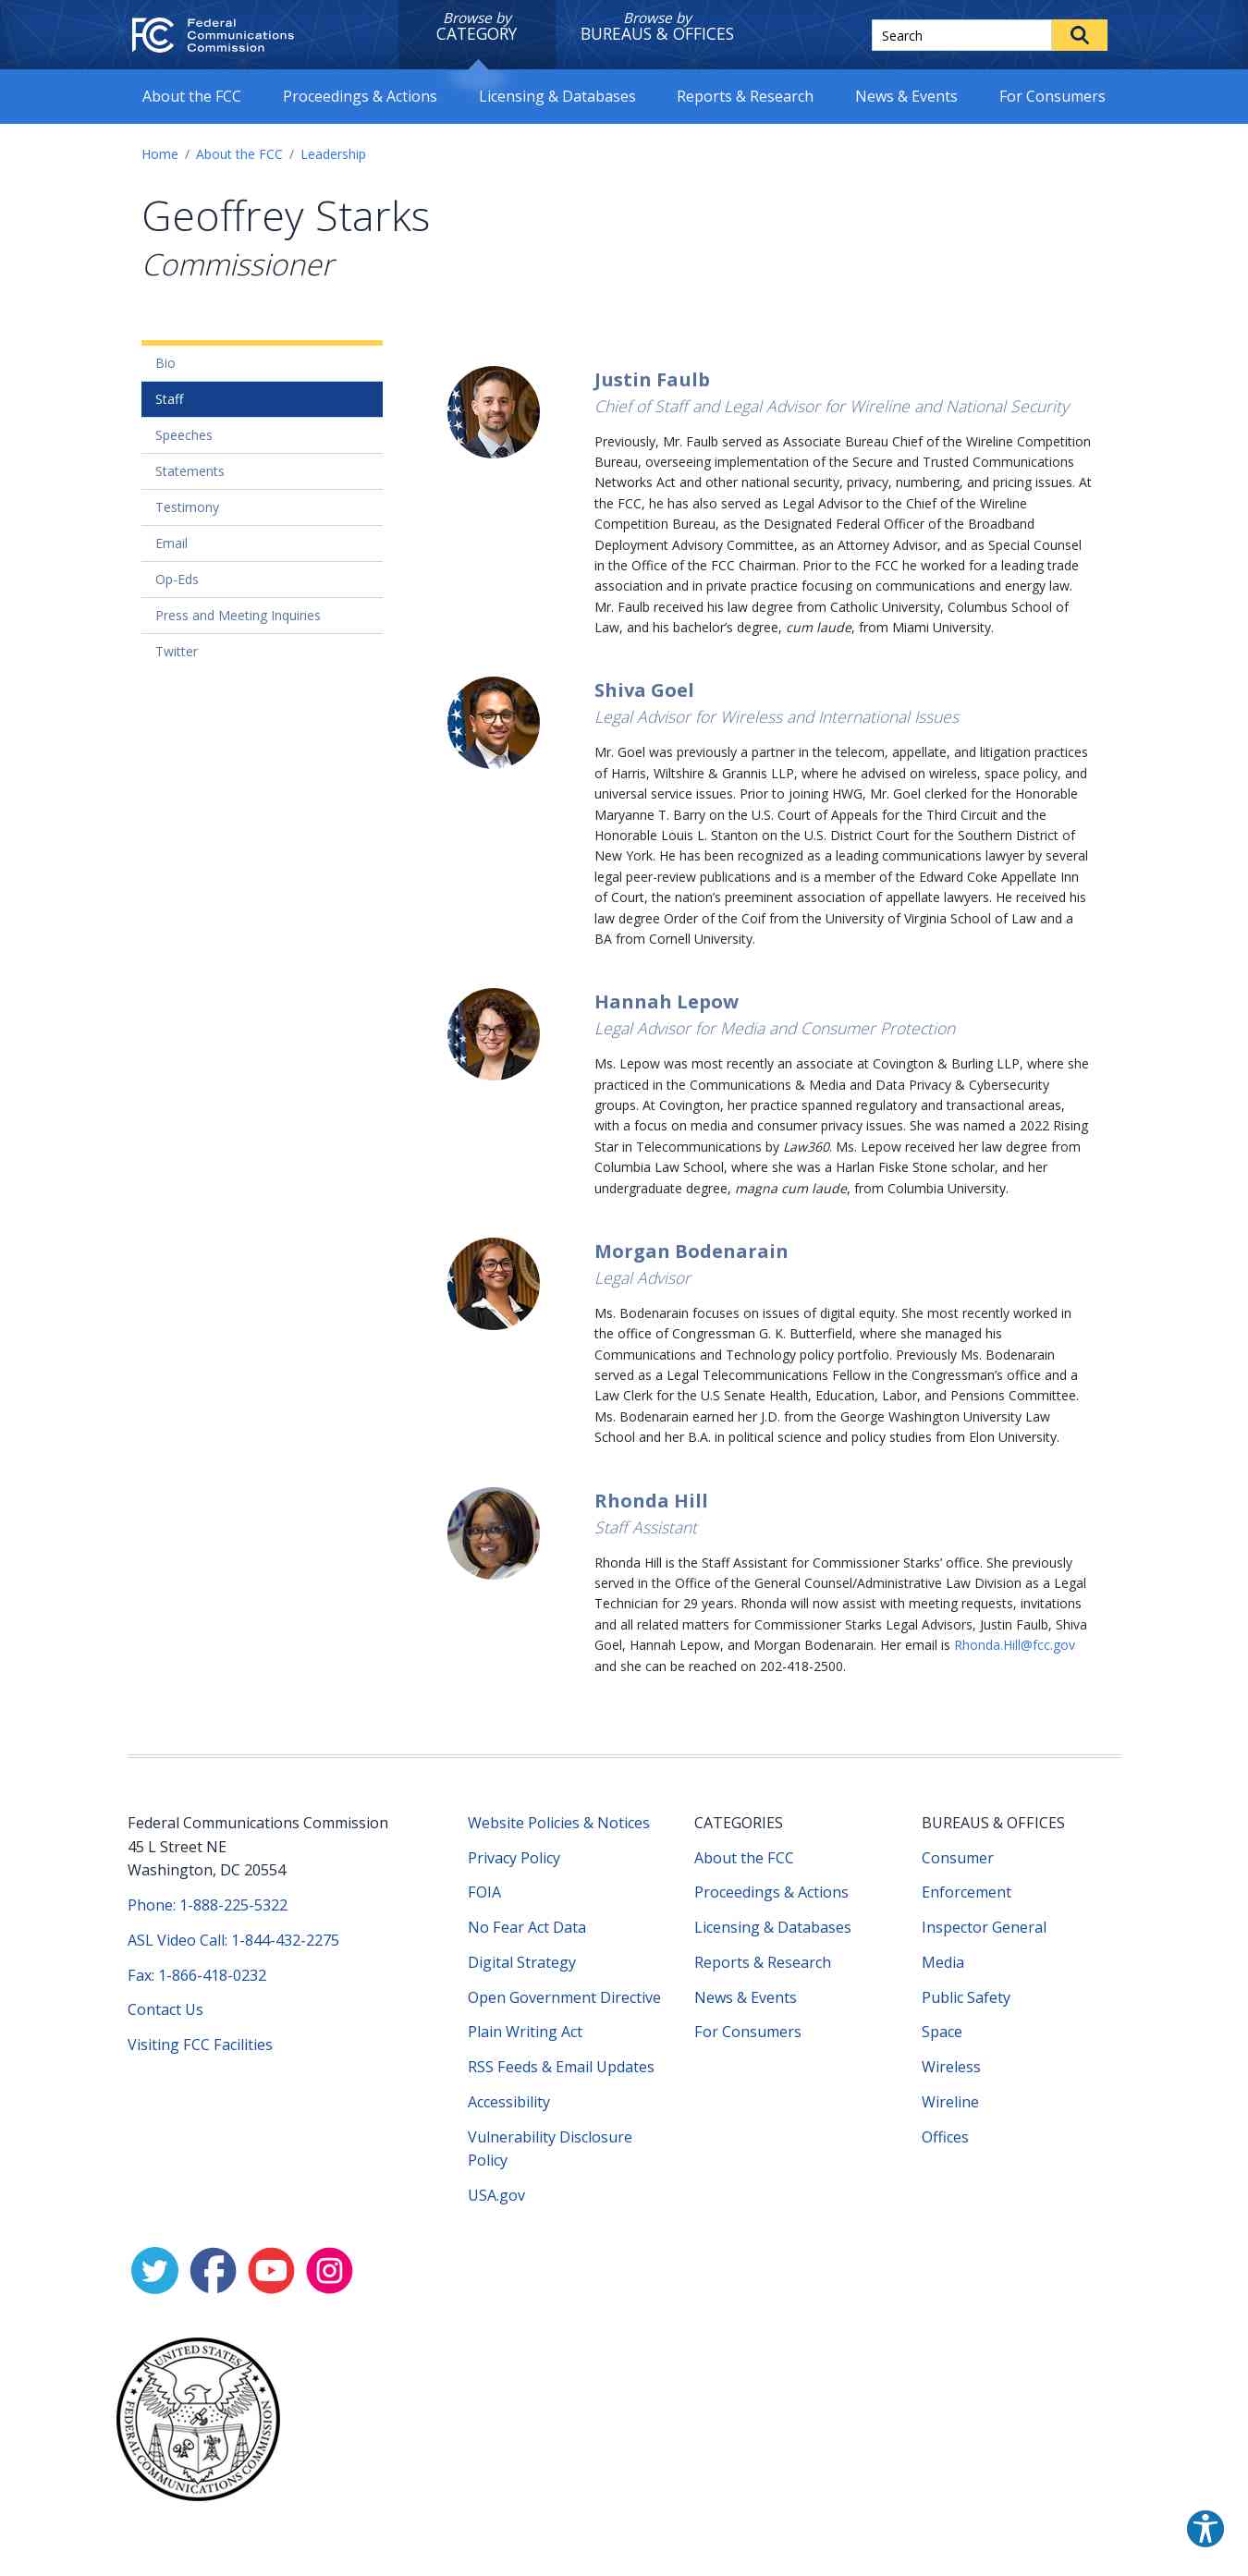 Federal
Communications
Commission
Browse by
CATEGORY
Browse by
BUREAUS & OFFICES
Search
About the FCC
Proceedings & Actions
Licensing & Databases
Reports & Research
News & Events
For Consumers
Home / About the FCC / Leadership
Geoffrey Starks
Commissioner
Bio
Staff
Speeches
Statements
Testimony
Email
Op-Eds
Press and Meeting Inquiries
Twitter
Justin Faulb
Chief of Staff and Legal Advisor for Wireline and National Security
Previously, Mr. Faulb served as Associate Bureau Chief of the Wireline Competition
Bureau, overseeing implementation of the Secure and Trusted Communications
Networks Act and other national security, privacy, numbering, and pricing issues. At
the FCC, he has also served as Legal Advisor to the Chief of the Wireline
Competition Bureau, as the Designated Federal Officer of the Broadband
Deployment Advisory Committee, as an Attorney Advisor, and as Special Counsel
in the Office of the FCC Chairman. Prior to the FCC he worked for a leading trade
association and in private practice focusing on communications and energy law.
Mr. Faulb received his law degree from Catholic University, Columbus School of
Law, and his bachelor’s degree, cum laude, from Miami University.
Shiva Goel
Legal Advisor for Wireless and International Issues
Mr. Goel was previously a partner in the telecom, appellate, and litigation practices
of Harris, Wiltshire & Grannis LLP, where he advised on wireless, space policy, and
universal service issues. Prior to joining HWG, Mr. Goel clerked for the Honorable
Maryanne T. Barry on the U.S. Court of Appeals for the Third Circuit and the
Honorable Louis L. Stanton on the U.S. District Court for the Southern District of
New York. He has been recognized as a leading communications lawyer by several
legal peer-review publications and is a member of the Edward Coke Appellate Inn
of Court, the nation’s preeminent association of appellate lawyers. He received his
law degree Order of the Coif from the University of Virginia School of Law and a
BA from Cornell University.
Hannah Lepow
Legal Advisor for Media and Consumer Protection
Ms. Lepow was most recently an associate at Covington & Burling LLP, where she
practiced in the Communications & Media and Data Privacy & Cybersecurity
groups. At Covington, her practice spanned regulatory and transactional areas,
with a focus on media and consumer privacy issues. She was named a 2022 Rising
Star in Telecommunications by Law360. Ms. Lepow received her law degree from
Columbia Law School, where she was a Harlan Fiske Stone scholar, and her
undergraduate degree, magna cum laude, from Columbia University.
Morgan Bodenarain
Legal Advisor
Ms. Bodenarain focuses on issues of digital equity. She most recently worked in
the office of Congressman G. K. Butterfield, where she managed his
Communications and Technology policy portfolio. Previously Ms. Bodenarain
served as a Legal Telecommunications Fellow in the Congressman’s office and a
Law Clerk for the U.S Senate Health, Education, Labor, and Pensions Committee.
Ms. Bodenarain earned her J.D. from the George Washington University Law
School and her B.A. in political science and policy studies from Elon University.
Rhonda Hill
Staff Assistant
Rhonda Hill is the Staff Assistant for Commissioner Starks’ office. She previously
served in the Office of the General Counsel/Administrative Law Division as a Legal
Technician for 29 years. Rhonda will now assist with meeting requests, invitations
and all related matters for Commissioner Starks Legal Advisors, Justin Faulb, Shiva
Goel, Hannah Lepow, and Morgan Bodenarain. Her email is Rhonda.Hill@fcc.gov
and she can be reached on 202-418-2500.
Federal Communications Commission
45 L Street NE
Washington, DC 20554
Phone: 1-888-225-5322
ASL Video Call: 1-844-432-2275
Fax: 1-866-418-0232
Contact Us
Visiting FCC Facilities
Website Policies & Notices
Privacy Policy
FOIA
No Fear Act Data
Digital Strategy
Open Government Directive
Plain Writing Act
RSS Feeds & Email Updates
Accessibility
Vulnerability Disclosure
Policy
USA.gov
CATEGORIES
About the FCC
Proceedings & Actions
Licensing & Databases
Reports & Research
News & Events
For Consumers
BUREAUS & OFFICES
Consumer
Enforcement
Inspector General
Media
Public Safety
Space
Wireless
Wireline
Offices
UNITED STATES
FEDERAL COMMUNICATIONS COMMISSION